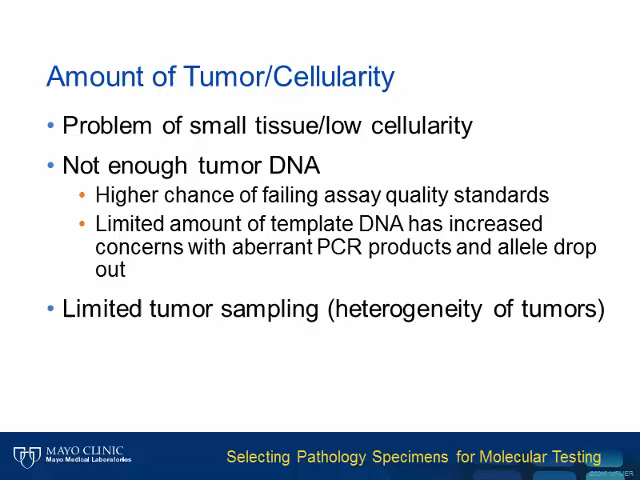 Amount of Tumor/Cellularity
• Problem of small tissue/low cellularity
• Not enough tumor DNA
• Higher chance of failing assay quality standards
• Limited amount of template DNA has increased
concerns with aberrant PCR products and allele drop
out
• Limited tumor sampling (heterogeneity of tumors)
MAYO CLINIC
Mayo Medical Laboratories
Selecting Pathology Specimens for Molecular Testing